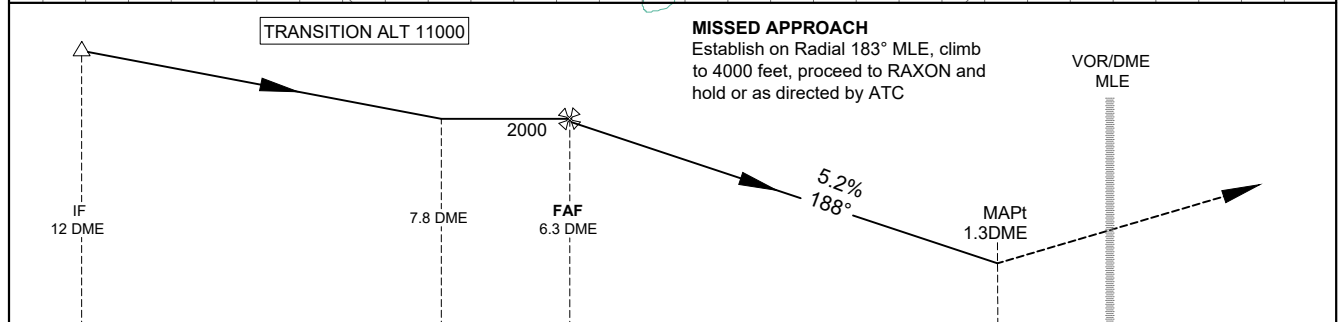 TRANSITION ALT 11000
MISSED APPROACH
Establish on Radial 183° MLE, climb
to 4000 feet, proceed to RAXON and
hold or as directed by ATC
VOR/DME
MLE
2000
5.2%
188°
IF
12 DME
7.8 DME
FAF
6.3 DME
MAPt
1.3DME